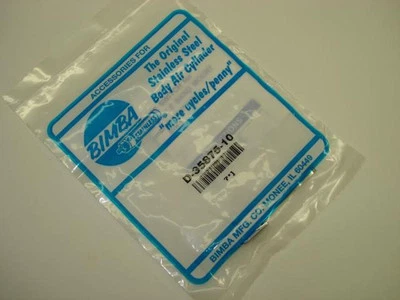 ACCESSORIES FOR
BIMBA
The Original
Stainless Steel
Body Air Cylinder
"more cycles/penny"
D-35875-10
BIMBA MFG. CO. MONEE, IL 60449